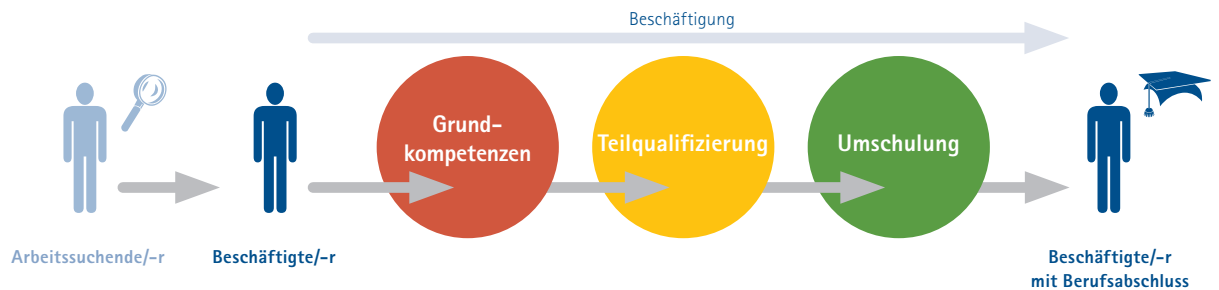 Beschäftigung
Grund-
kompetenzen
Teilqualifizierung
Umschulung
Arbeitssuchende/-r
Beschäftigte/-r
Beschäftigte/-r
mit Berufsabschluss